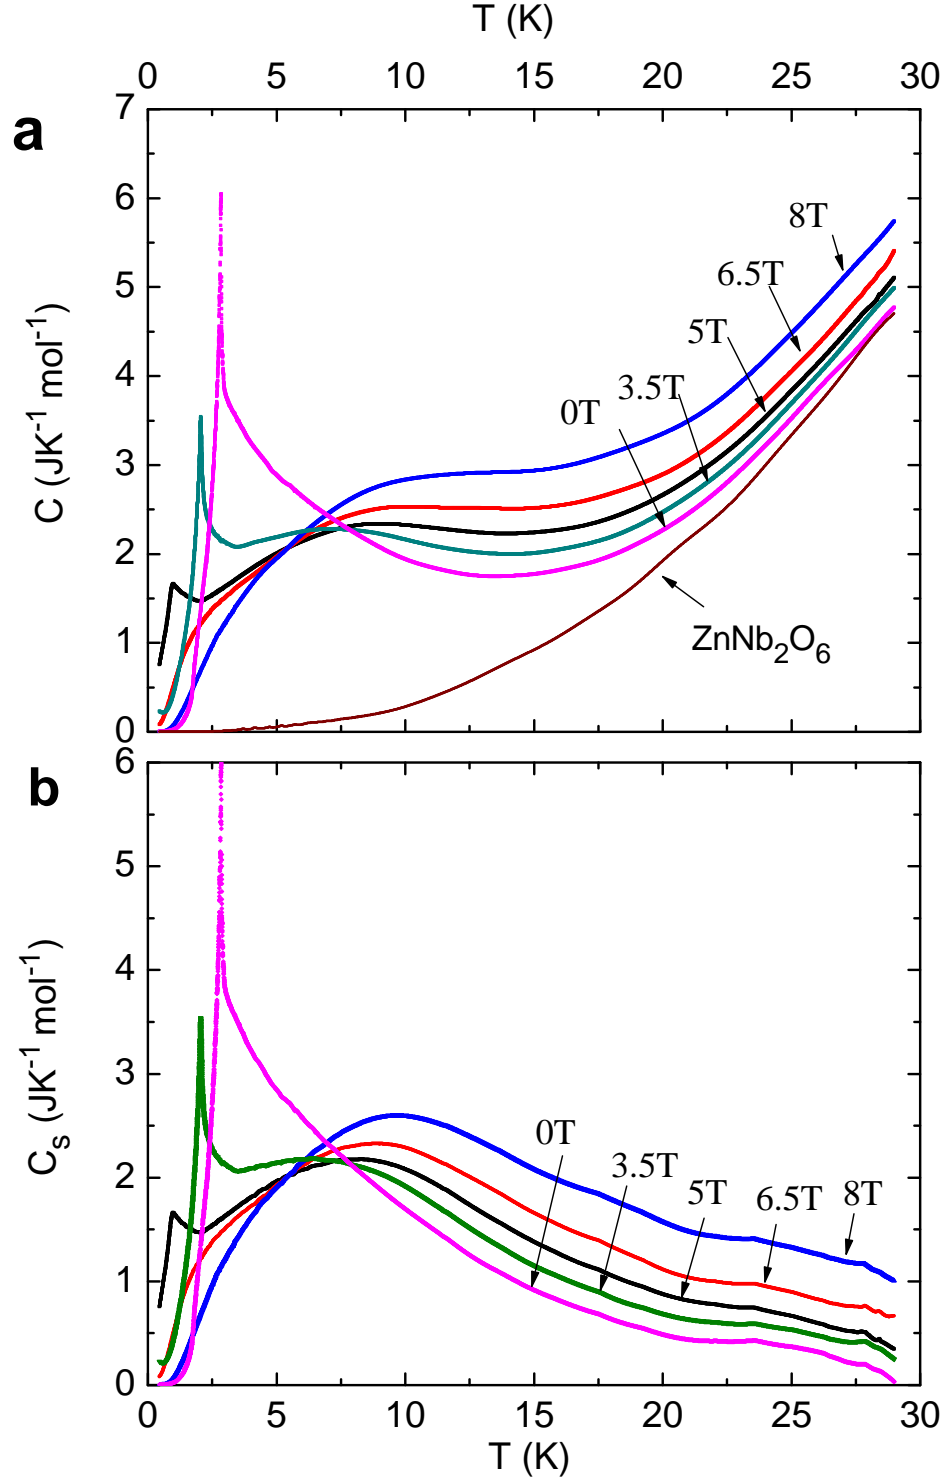 T (K)
0 5 10 15 20 25 30
a
7
6
5
4
3
2
1
0
C (JK⁻¹ mol⁻¹)
8T
6.5T
5T
3.5T
0T
ZnNb₂O₆
b
6
5
4
3
2
1
0
Cₛ (JK⁻¹ mol⁻¹)
0T
3.5T
5T
6.5T
8T
0 5 10 15 20 25 30
T (K)